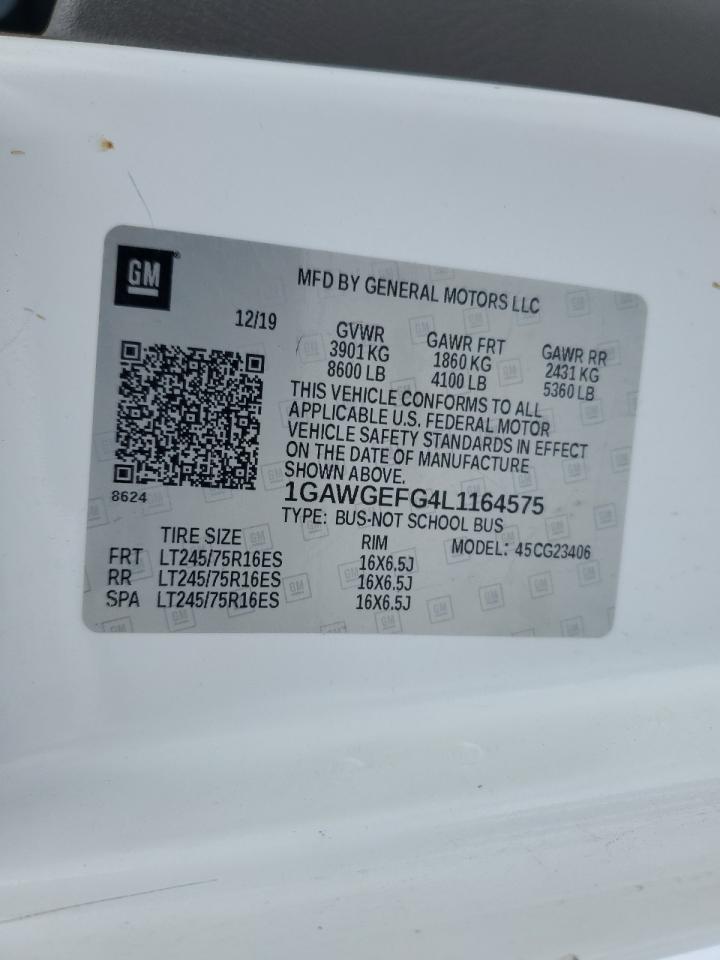 GM
MFD BY GENERAL MOTORS LLC
12/19
GVWR GAWR FRT GAWR RR
3901 KG 1860 KG 2431 KG
8600 LB 4100 LB 5360 LB
THIS VEHICLE CONFORMS TO ALL
APPLICABLE U.S. FEDERAL MOTOR
VEHICLE SAFETY STANDARDS IN EFFECT
ON THE DATE OF MANUFACTURE
SHOWN ABOVE.
8624
1GAWGEFG4L1164575
TYPE: BUS-NOT SCHOOL BUS
TIRE SIZE RIM MODEL: 45CG23406
FRT LT245/75R16ES 16X6.5J
RR LT245/75R16ES 16X6.5J
SPA LT245/75R16ES 16X6.5J